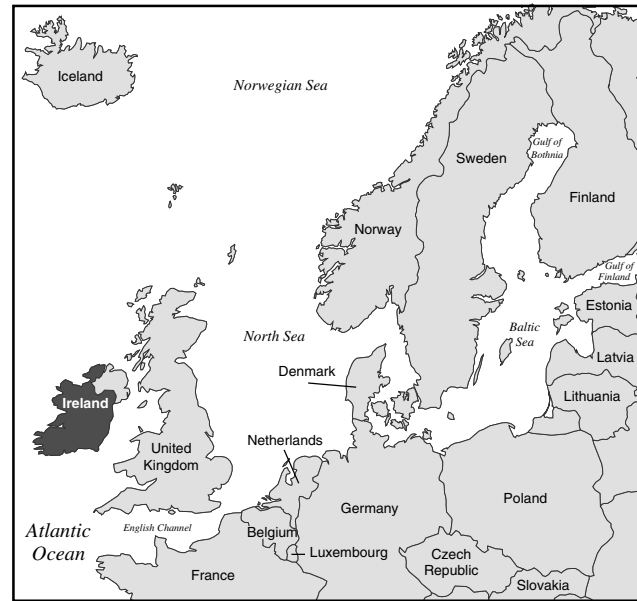 Iceland
Norwegian Sea
Gulf of
Bothnia
Sweden
Finland
Norway
Gulf of
Finland
Estonia
North Sea
Baltic
Sea
Latvia
Denmark
Lithuania
Ireland
Netherlands
United
Kingdom
Poland
Germany
Atlantic
Ocean
English Channel
Belgium
Luxembourg
Czech
Republic
France
Slovakia